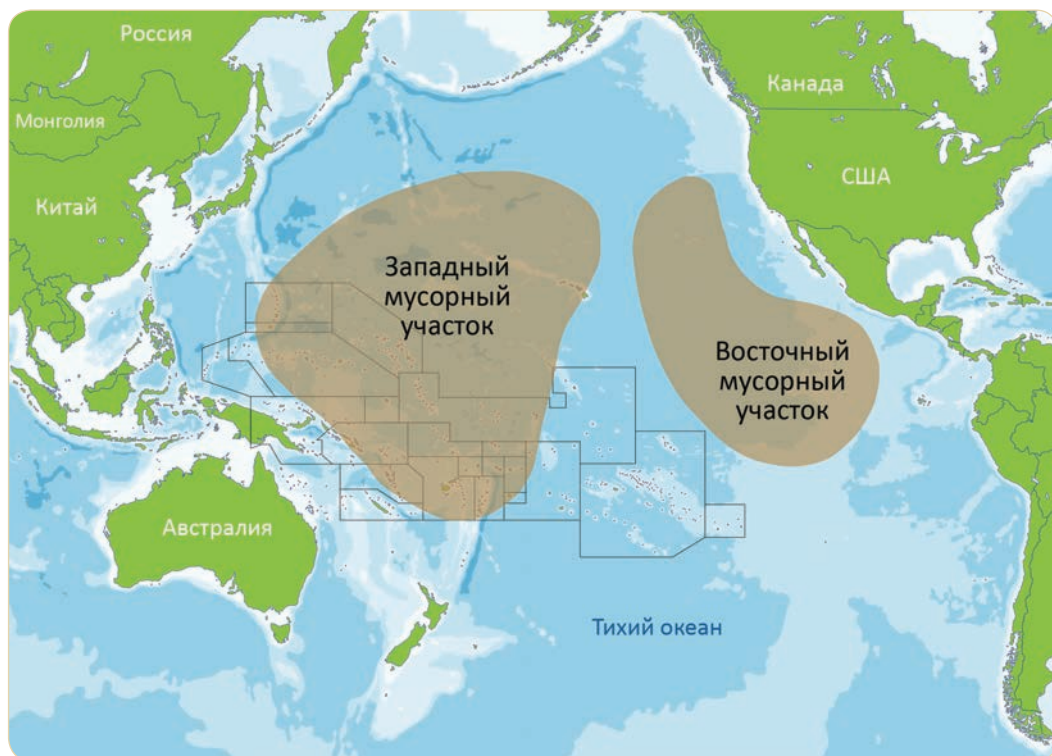 Россия
Канада
Монголия
США
Китай
Западный
мусорный
участок
Восточный
мусорный
участок
Австралия
Тихий океан